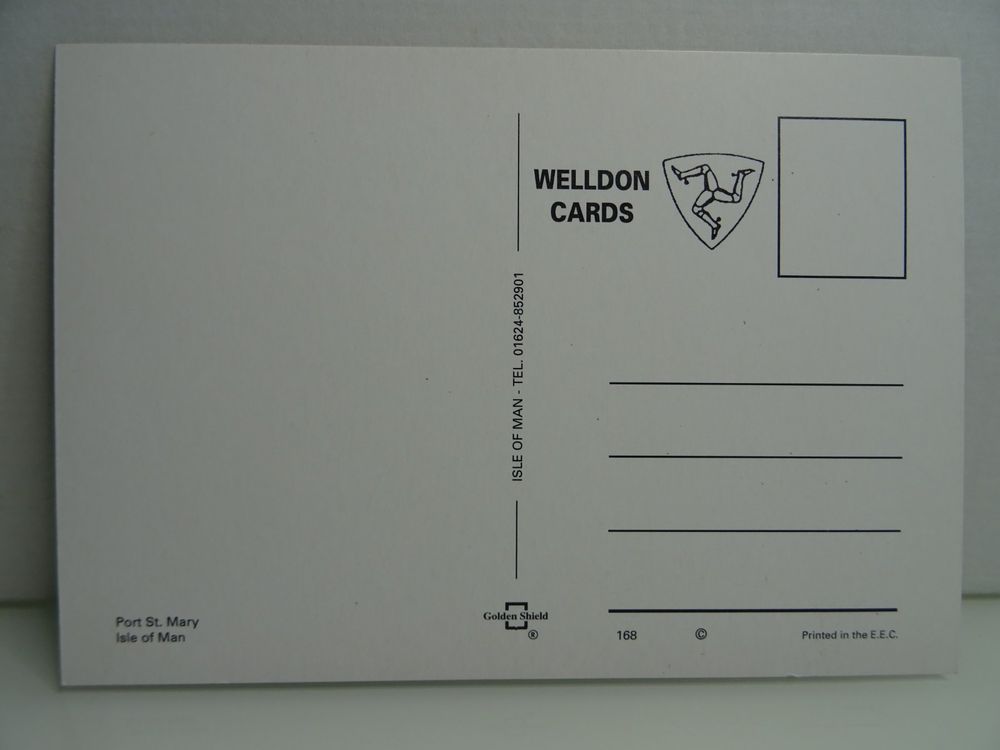 WELLDON
CARDS
ISLE OF MAN - TEL. 01624-852901
Port St. Mary
Isle of Man
Golden Shield
®
168 © Printed in the E.E.C.